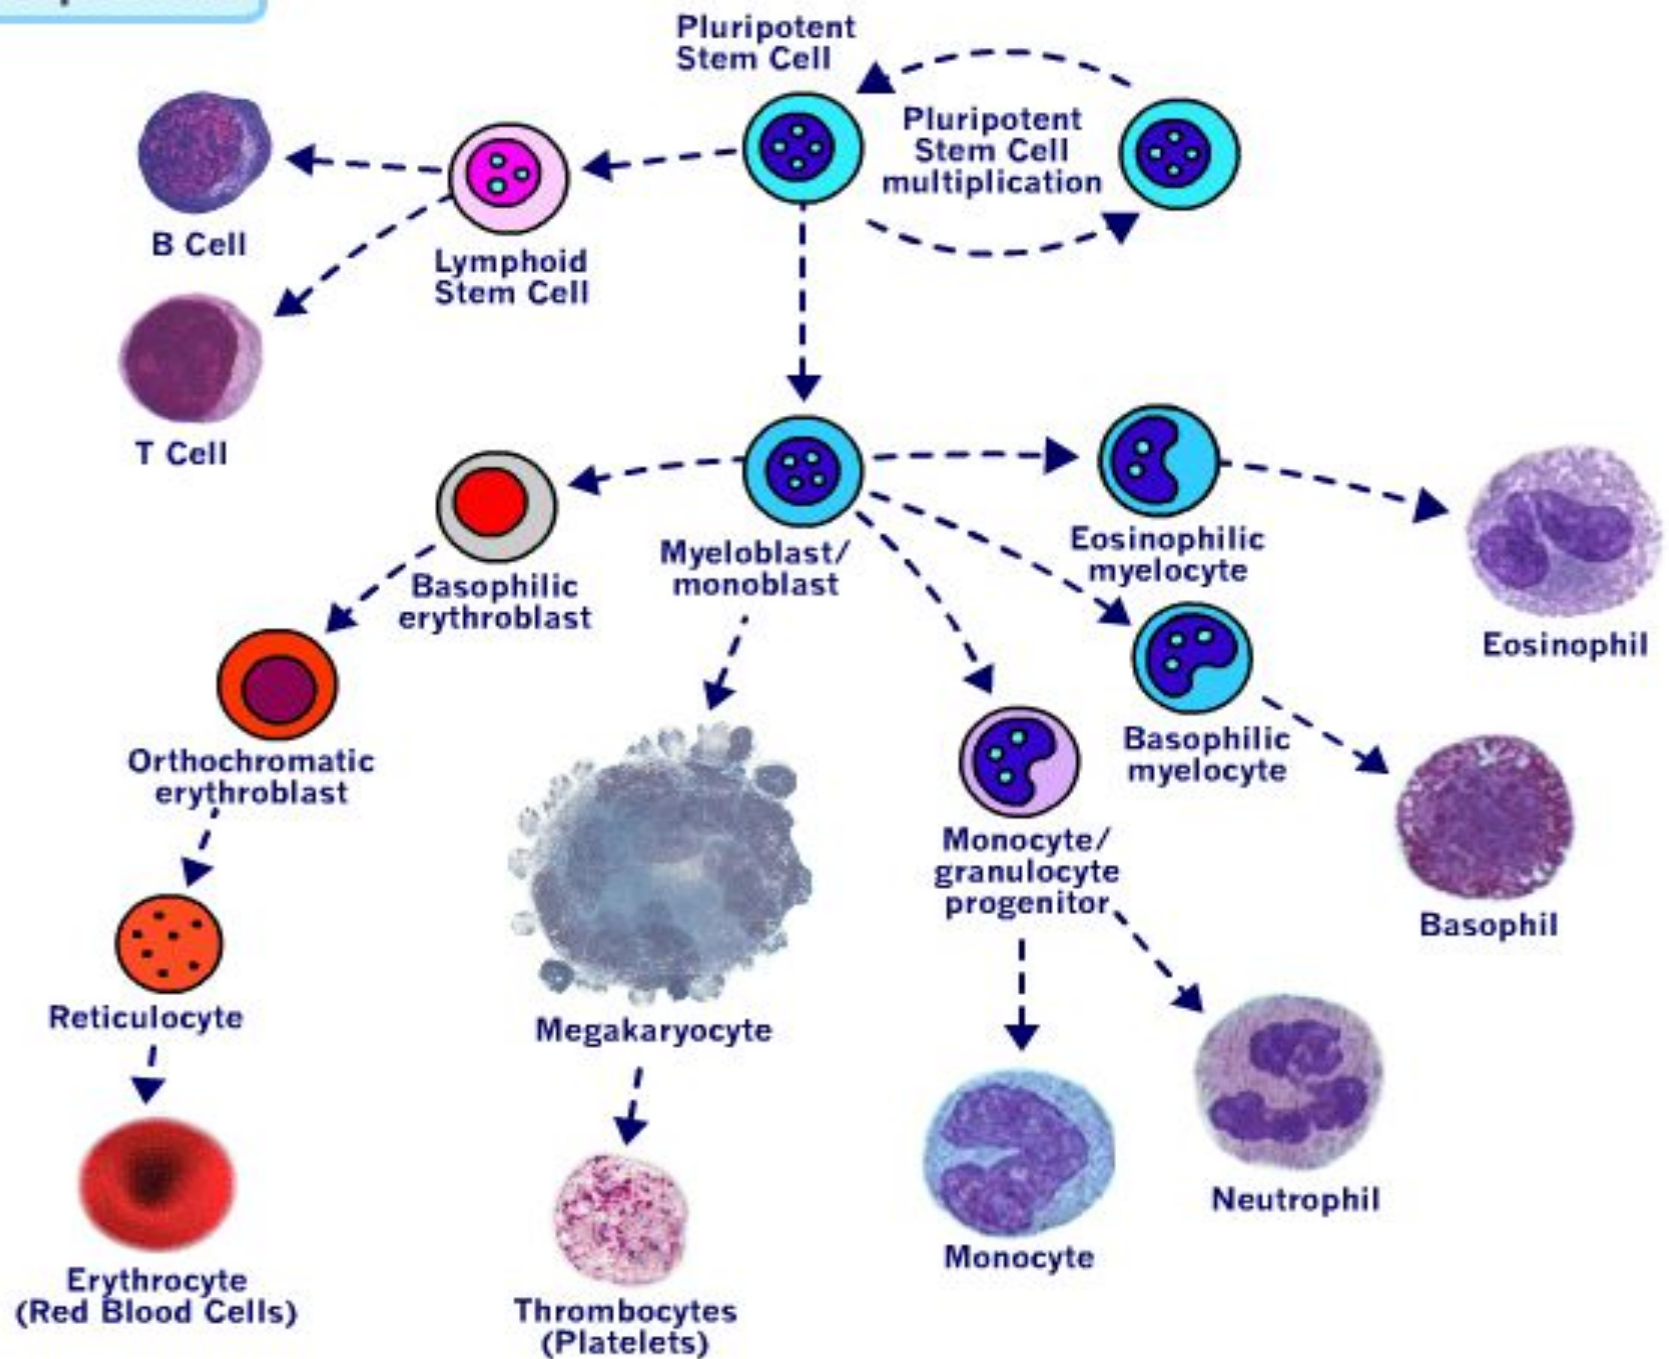 Pluripotent
Stem Cell
Pluripotent
Stem Cell
multiplication
B Cell
Lymphoid
Stem Cell
T Cell
Basophilic
erythroblast
Myeloblast/
monoblast
Eosinophilic
myelocyte
Eosinophil
Orthochromatic
erythroblast
Basophilic
myelocyte
Monocyte/
granulocyte
progenitor
Basophil
Reticulocyte
Megakaryocyte
Neutrophil
Monocyte
Erythrocyte
(Red Blood Cells)
Thrombocytes
(Platelets)